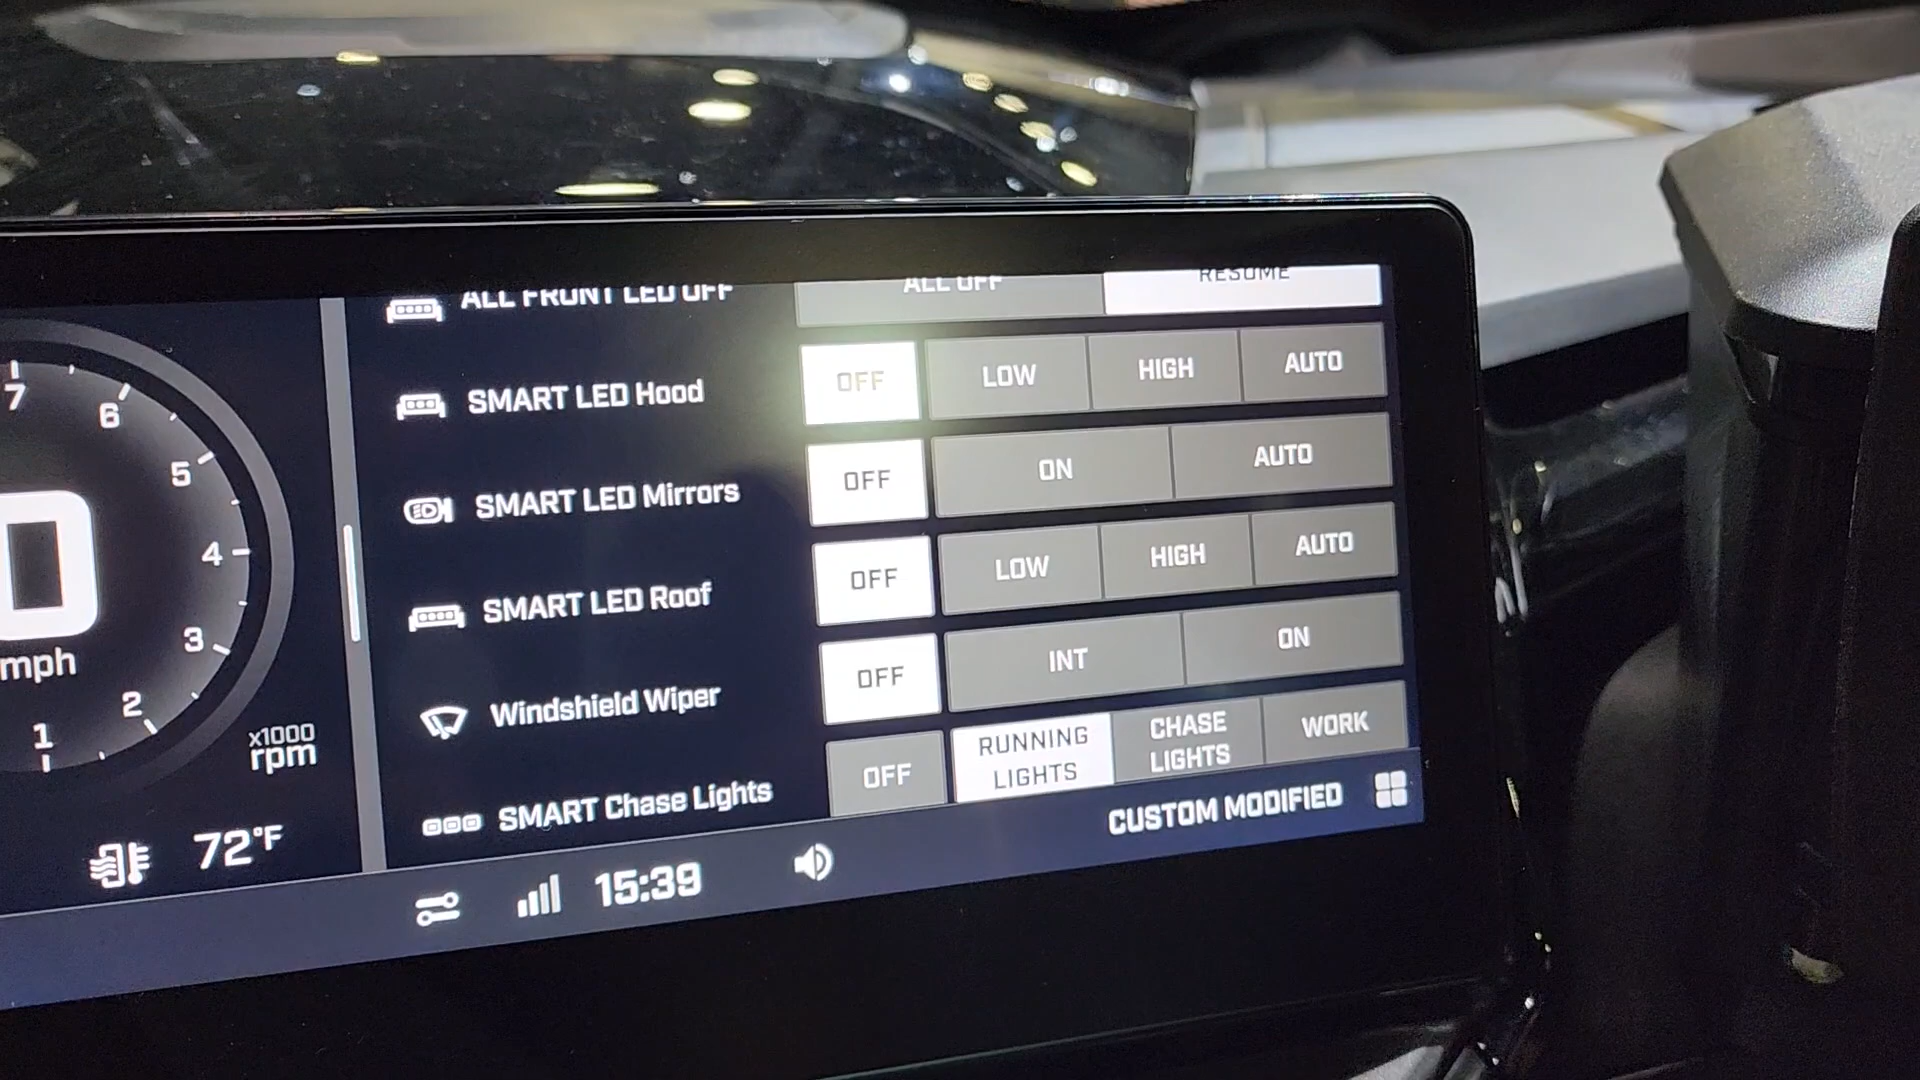 ALL FRONT LED OFF ALL OFF RESUME
SMART LED Hood OFF LOW HIGH AUTO
SMART LED Mirrors OFF ON AUTO
SMART LED Roof OFF LOW HIGH AUTO
Windshield Wiper OFF INT ON
SMART Chase Lights OFF RUNNING LIGHTS CHASE LIGHTS WORK
7
6
5
4
3
2
1
0
mph
x1000
rpm
72°F
15:39
CUSTOM MODIFIED